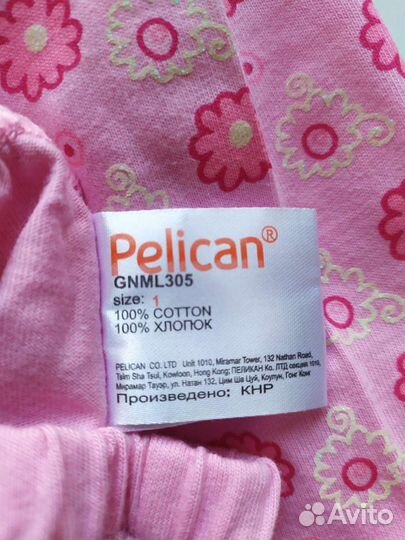 Pelican®
GNML305
size: 1
100% COTTON
100% ХЛОПОК
PELICAN CO. LTD Unit 1010, Miramar Tower, 132 Nathan Road,
Tsim Sha Tsui, Kowloon, Hong Kong; ПЕЛИКАН Ко. ЛТД секция 1010,
Мирамар Тауэр, ул. Натан 132, Цим Ша Цуй, Коулун, Гонг Конг
Произведено: КНР
Avito